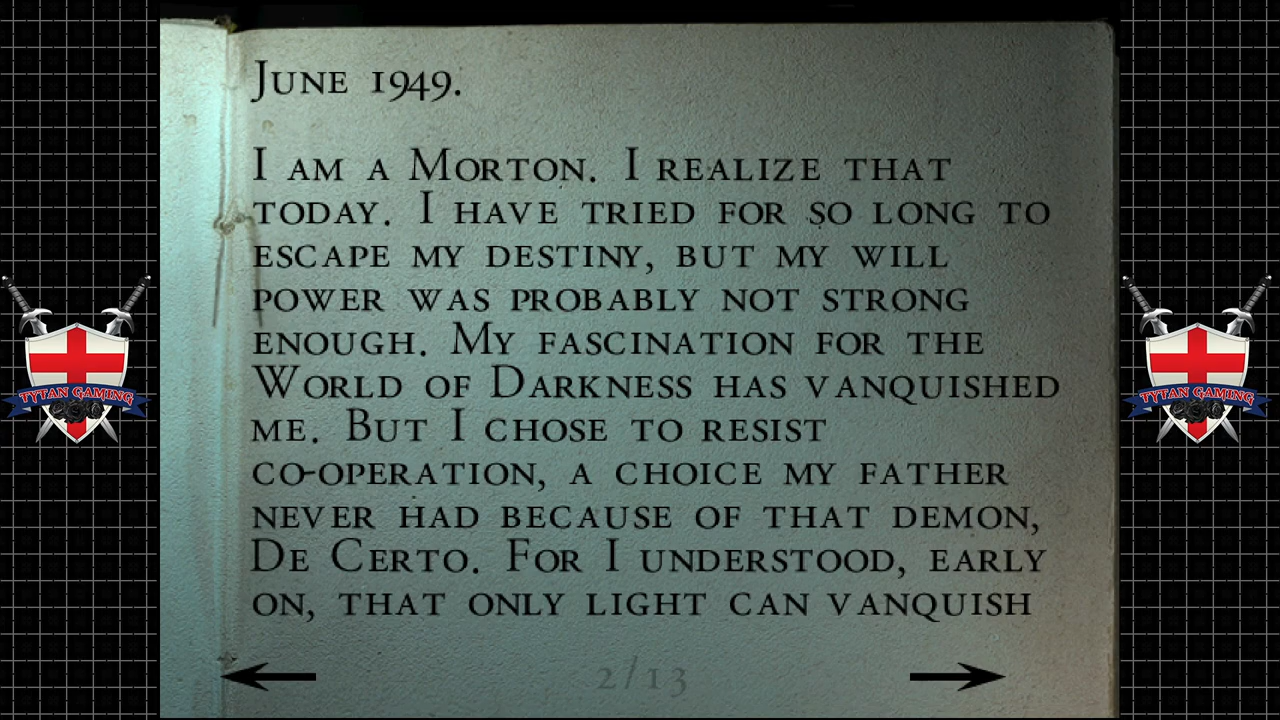 June 1949.
I am a Morton. I realize that
today. I have tried for so long to
escape my destiny, but my will
power was probably not strong
enough. My fascination for the
World of Darkness has vanquished
me. But I chose to resist
co-operation, a choice my father
never had because of that demon,
De Certo. For I understood, early
on, that only light can vanquish
2/13
TYTAN GAMING
TYTAN GAMING